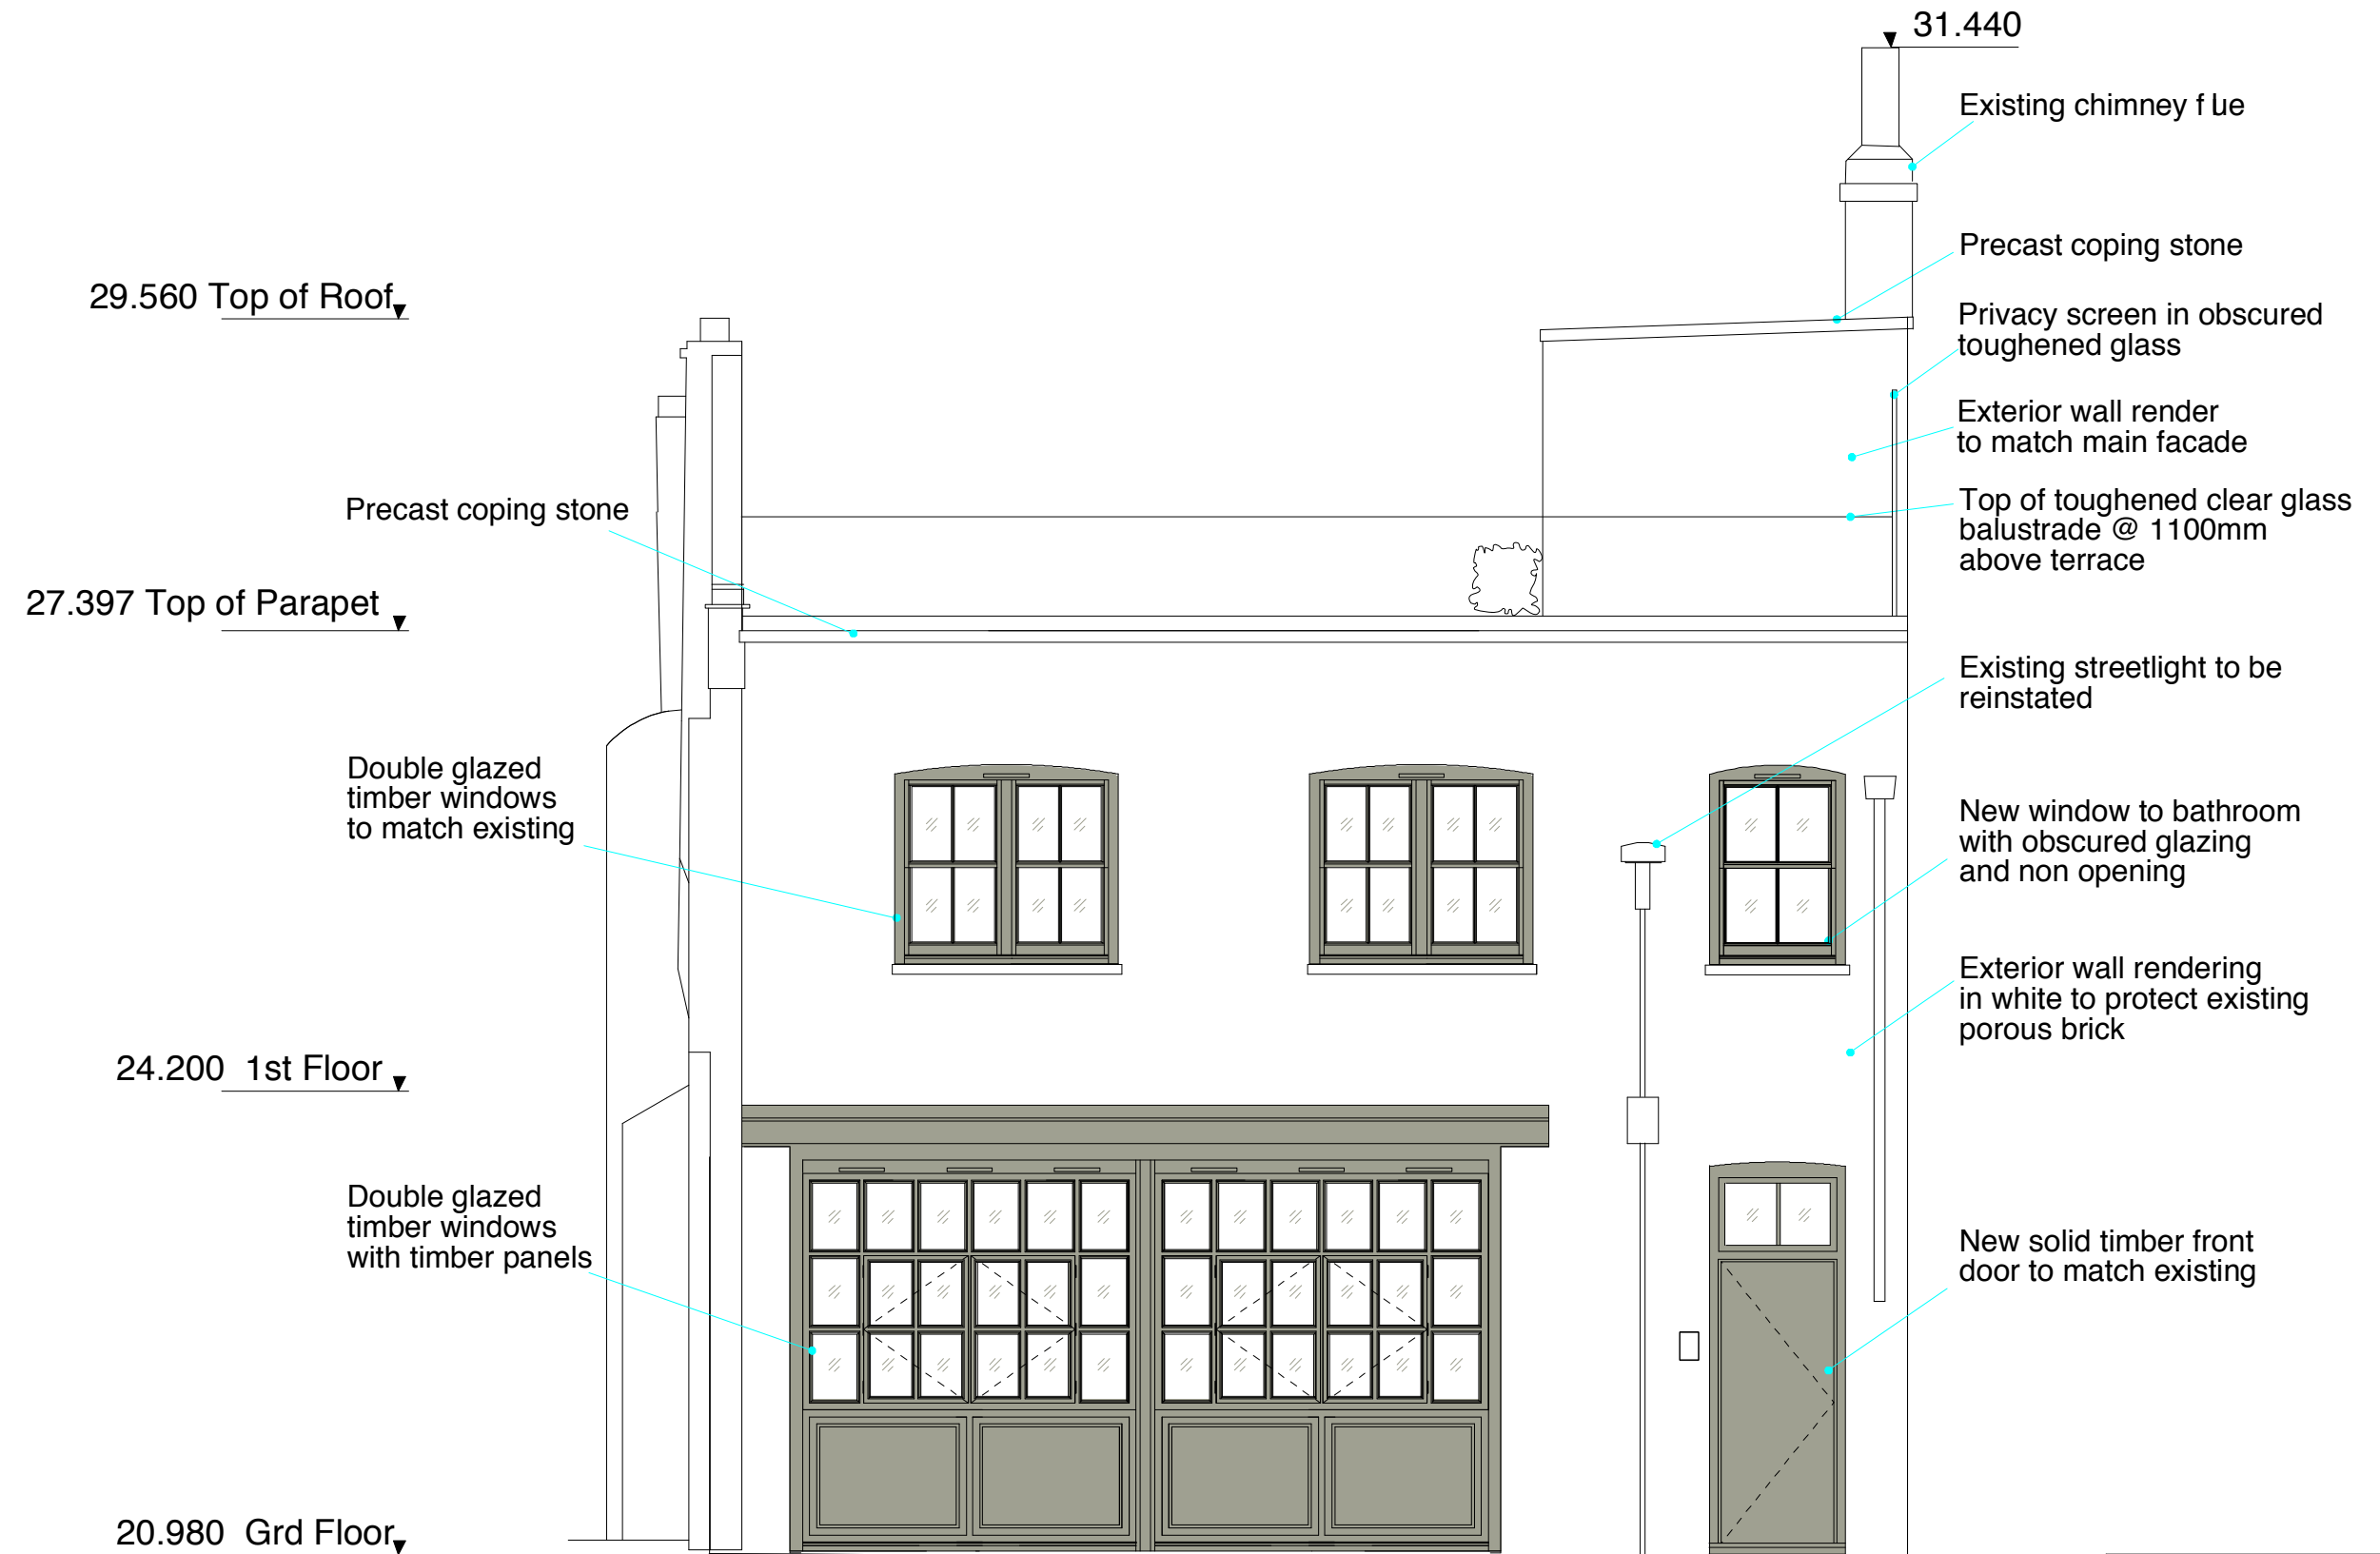 31.440
Existing chimney flue
Precast coping stone
29.560 Top of Roof
Privacy screen in obscured
toughened glass
Exterior wall render
to match main facade
Precast coping stone
Top of toughened clear glass
balustrade @ 1100mm
above terrace
27.397 Top of Parapet
Existing streetlight to be
reinstated
Double glazed
timber windows
to match existing
New window to bathroom
with obscured glazing
and non opening
Exterior wall rendering
in white to protect existing
porous brick
24.200 1st Floor
Double glazed
timber windows
with timber panels
New solid timber front
door to match existing
20.980 Grd Floor